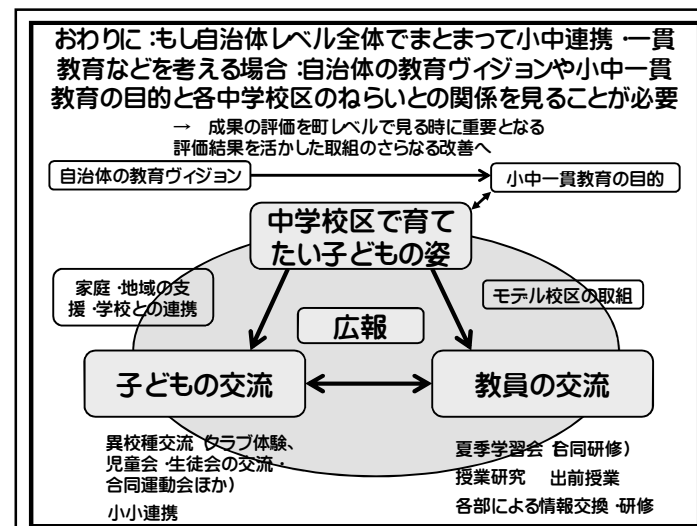 おわりに：もし自治体レベル全体でまとまって小中連携・一貫
教育などを考える場合：自治体の教育ヴィジョンや小中一貫
教育の目的と各中学校区のねらいとの関係を見ることが必要
→ 成果の評価を町レベルで見る時に重要となる
評価結果を活かした取組のさらなる改善へ
自治体の教育ヴィジョン
小中一貫教育の目的
中学校区で育て
たい子どもの姿
家庭・地域の支
援・学校との連携
モデル校区の取組
広報
子どもの交流
教員の交流
異校種交流（クラブ体験、
児童会・生徒会の交流・
合同運動会ほか）
小小連携
夏季学習会（合同研修）
授業研究 出前授業
各部による情報交換・研修